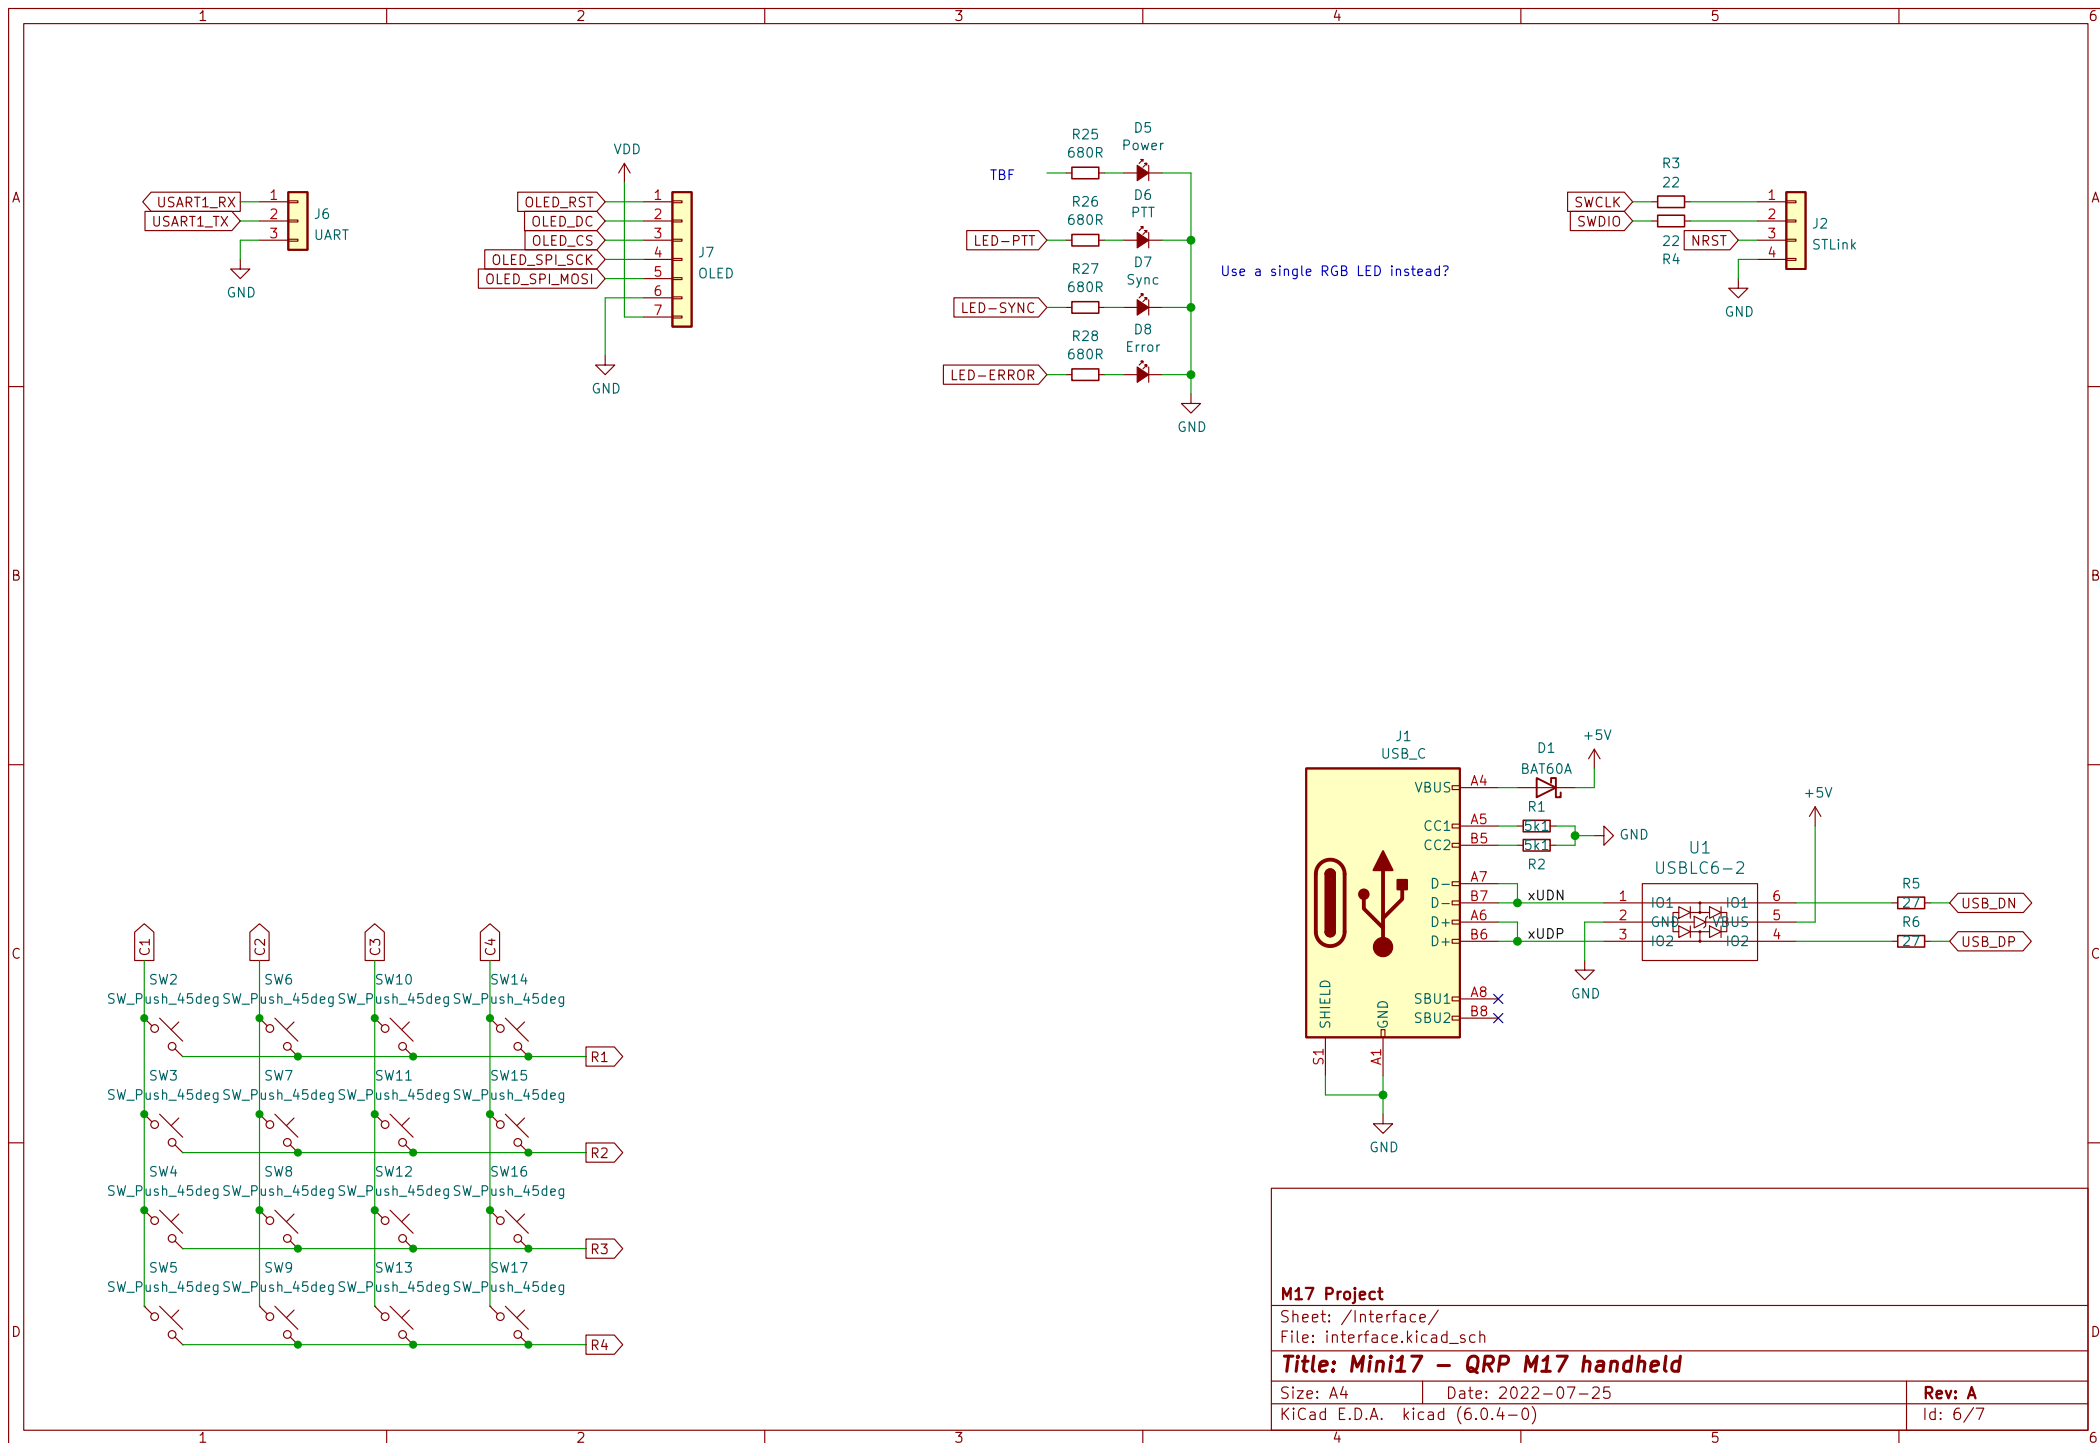 1 2 3 4 5 6
A A
B B
C C
D D
USART1_RX
USART1_TX
1
2
3
J6
UART
GND
VDD
OLED_RST
OLED_DC
OLED_CS
OLED_SPI_SCK
OLED_SPI_MOSI
1
2
3
4
5
6
7
J7
OLED
GND
TBF
R25
680R
D5
Power
LED-PTT
R26
680R
D6
PTT
LED-SYNC
R27
680R
D7
Sync
LED-ERROR
R28
680R
D8
Error
GND
Use a single RGB LED instead?
R3
22
SWCLK
SWDIO
22
R4
NRST
1
2
3
4
J2
STLink
GND
J1
USB_C
VBUS A4
CC1 A5
CC2 B5
D- A7
D- B7
D+ A6
D+ B6
SBU1 A8
SBU2 B8
SHIELD
GND
S1
A1
GND
D1
BAT60A
+5V
R1
5k1
5k1
R2
GND
xUDN
xUDP
GND
U1
USBLC6-2
1 IO1 IO1 6
2 GND VBUS 5
3 IO2 IO2 4
+5V
R5
27
USB_DN
R6
27
USB_DP
C1 C2 C3 C4
SW2 SW6 SW10 SW14
SW_Push_45deg SW_Push_45deg SW_Push_45deg SW_Push_45deg
R1
SW3 SW7 SW11 SW15
SW_Push_45deg SW_Push_45deg SW_Push_45deg SW_Push_45deg
R2
SW4 SW8 SW12 SW16
SW_Push_45deg SW_Push_45deg SW_Push_45deg SW_Push_45deg
R3
SW5 SW9 SW13 SW17
SW_Push_45deg SW_Push_45deg SW_Push_45deg SW_Push_45deg
R4
M17 Project
Sheet: /Interface/
File: interface.kicad_sch
Title: Mini17 - QRP M17 handheld
Size: A4 Date: 2022-07-25 Rev: A
KiCad E.D.A. kicad (6.0.4-0) Id: 6/7
1 2 3 4 5 6